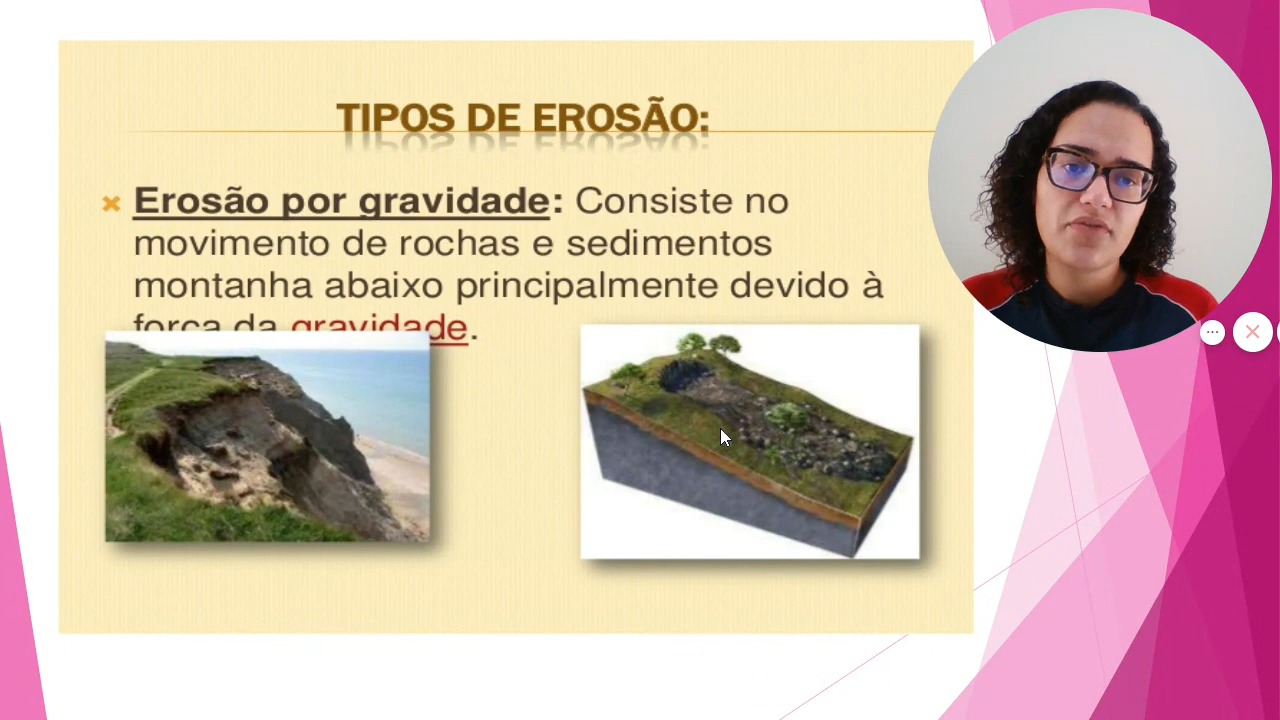 TIPOS DE EROSÃO:
Erosão por gravidade: Consiste no
movimento de rochas e sedimentos
montanha abaixo principalmente devido à
força da gravidade.